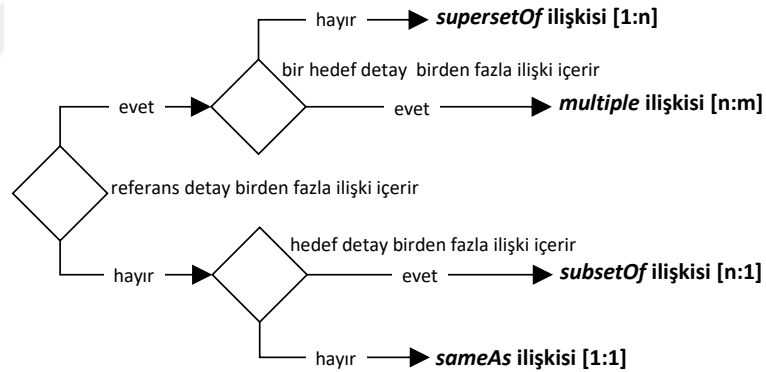 hayır
supersetOf ilişkisi [1:n]
bir hedef detay birden fazla ilişki içerir
evet
evet
multiple ilişkisi [n:m]
referans detay birden fazla ilişki içerir
hedef detay birden fazla ilişki içerir
hayır
evet
subsetOf ilişkisi [n:1]
hayır
sameAs ilişkisi [1:1]